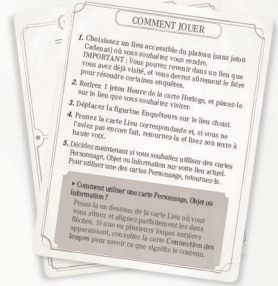 COMMENT JOUER
1. Choisissez un lieu accessible du plateau (sans jeton
Cadenas) où vous souhaitez vous rendre.
IMPORTANT : Vous pouvez revenir dans un lieu que
vous avez déjà visité, et vous devrez sûrement le faire
pour résoudre certaines enquêtes.
2. Retirez 1 jeton Heure de la carte Horloge, et placez-le
sur le lieu que vous souhaitez visiter.
3. Déplacez la figurine Enquêteurs sur le lieu choisi.
4. Prenez la carte Lieu correspondante et, si vous ne
l'aviez pas encore fait, retournez-la et lisez son texte à
haute voix.
5. Décidez maintenant si vous souhaitez utiliser des cartes
Personnage, Objet ou Information sur votre lieu actuel.
Pour utiliser une des cartes Personnage, retournez-la.
▸ Comment utiliser une carte Personnage, Objet ou
Information ?
Posez-la en dessous de la carte Lieu où vous
vous situez et alignez parfaitement les deux
flèches. Si une ou plusieurs loupes entières
apparaissent, consultez la carte Connection des
loupes pour savoir ce que signifie le contenu.